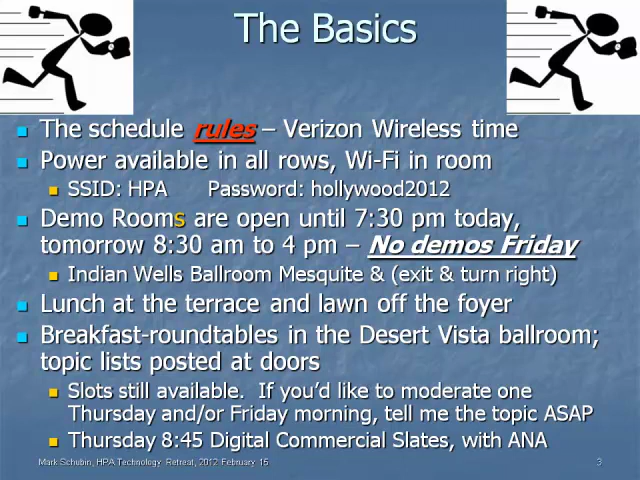 The Basics
The schedule rules – Verizon Wireless time
Power available in all rows, Wi-Fi in room
SSID: HPA Password: hollywood2012
Demo Rooms are open until 7:30 pm today,
tomorrow 8:30 am to 4 pm – No demos Friday
Indian Wells Ballroom Mesquite & (exit & turn right)
Lunch at the terrace and lawn off the foyer
Breakfast-roundtables in the Desert Vista ballroom;
topic lists posted at doors
Slots still available. If you'd like to moderate one
Thursday and/or Friday morning, tell me the topic ASAP
Thursday 8:45 Digital Commercial Slates, with ANA
Mark Schubin, HPA Technology Retreat, 2012 February 15
3